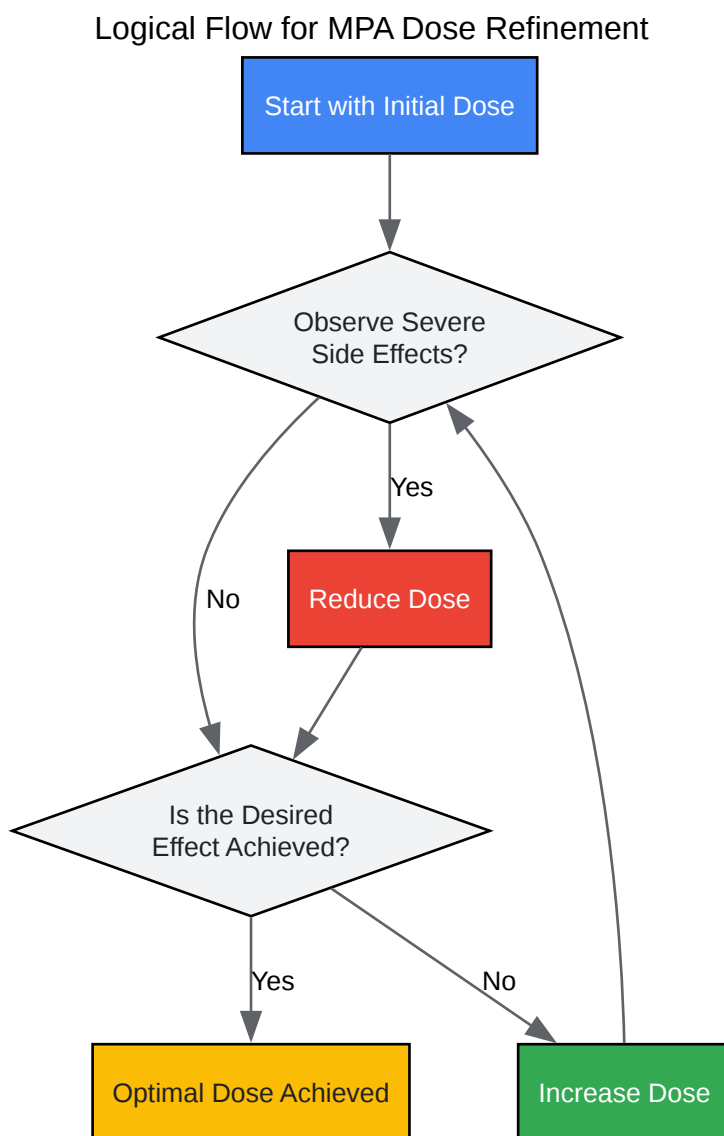 Logical Flow for MPA Dose Refinement
Start with Initial Dose
Observe Severe
Side Effects?
Yes
No
Reduce Dose
Is the Desired
Effect Achieved?
Yes
No
Optimal Dose Achieved
Increase Dose